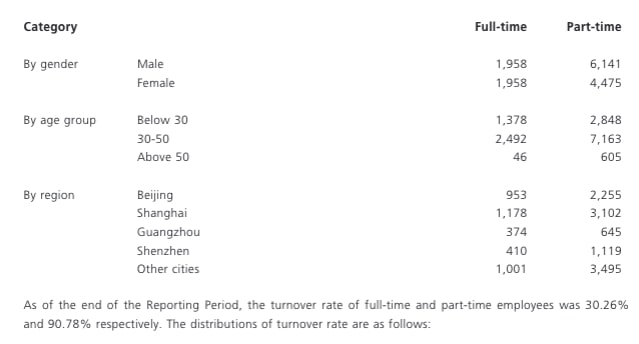 Category Full-time Part-time
By gender Male 1,958 6,141
Female 1,958 4,475
By age group Below 30 1,378 2,848
30-50 2,492 7,163
Above 50 46 605
By region Beijing 953 2,255
Shanghai 1,178 3,102
Guangzhou 374 645
Shenzhen 410 1,119
Other cities 1,001 3,495
As of the end of the Reporting Period, the turnover rate of full-time and part-time employees was 30.26%
and 90.78% respectively. The distributions of turnover rate are as follows: